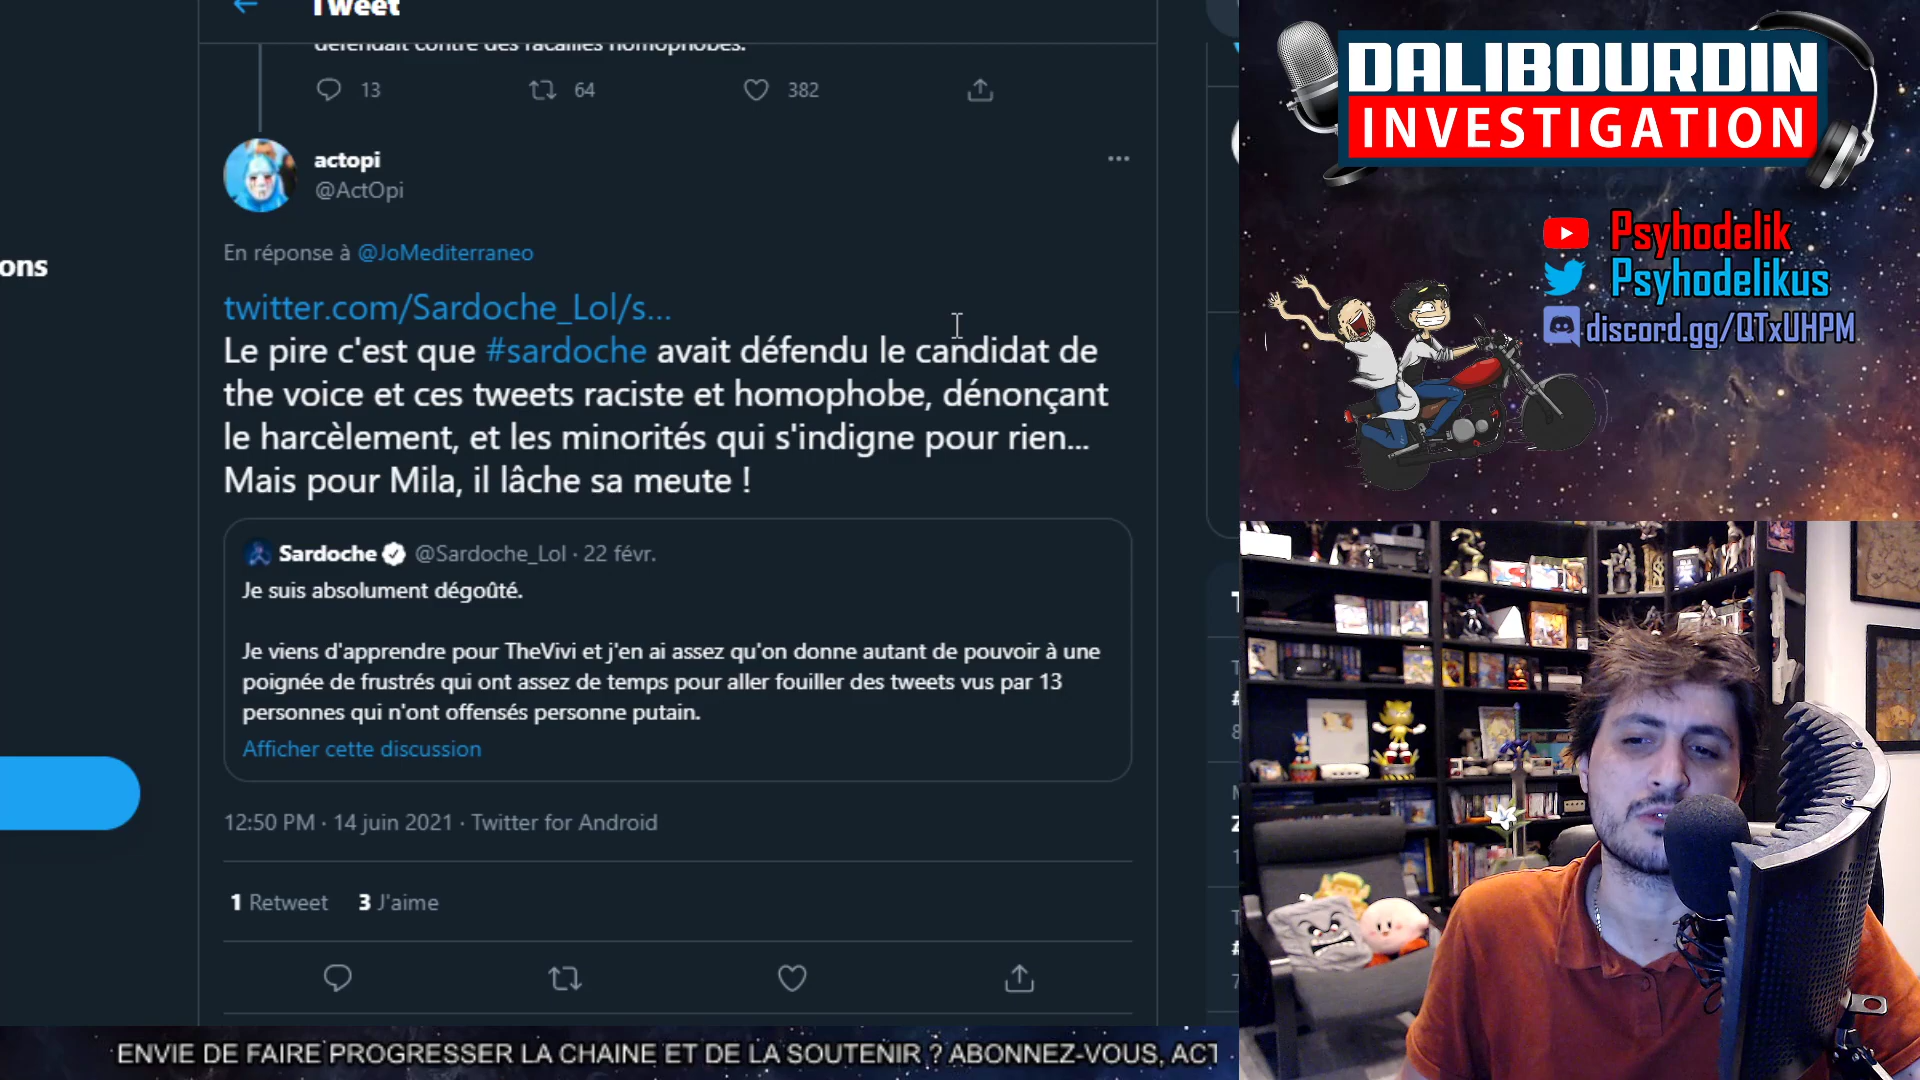 Tweet
défendait contre des racailles homophobes.
13 64 382
actopi
@ActOpi
ons
En réponse à @JoMediterraneo
twitter.com/Sardoche_Lol/s...
Le pire c'est que #sardoche avait défendu le candidat de
the voice et ces tweets raciste et homophobe, dénonçant
le harcèlement, et les minorités qui s'indigne pour rien...
Mais pour Mila, il lâche sa meute !
Sardoche @Sardoche_Lol · 22 févr.
Je suis absolument dégoûté.
Je viens d'apprendre pour TheVivi et j'en ai assez qu'on donne autant de pouvoir à une
poignée de frustrés qui ont assez de temps pour aller fouiller des tweets vus par 13
personnes qui n'ont offensés personne putain.
Afficher cette discussion
12:50 PM · 14 juin 2021 · Twitter for Android
1 Retweet 3 J'aime
ENVIE DE FAIRE PROGRESSER LA CHAINE ET DE LA SOUTENIR ? ABONNEZ-VOUS, ACT
DALIBOURDIN
INVESTIGATION
Psyhodelik
Psyhodelikus
discord.gg/QTxUHPM